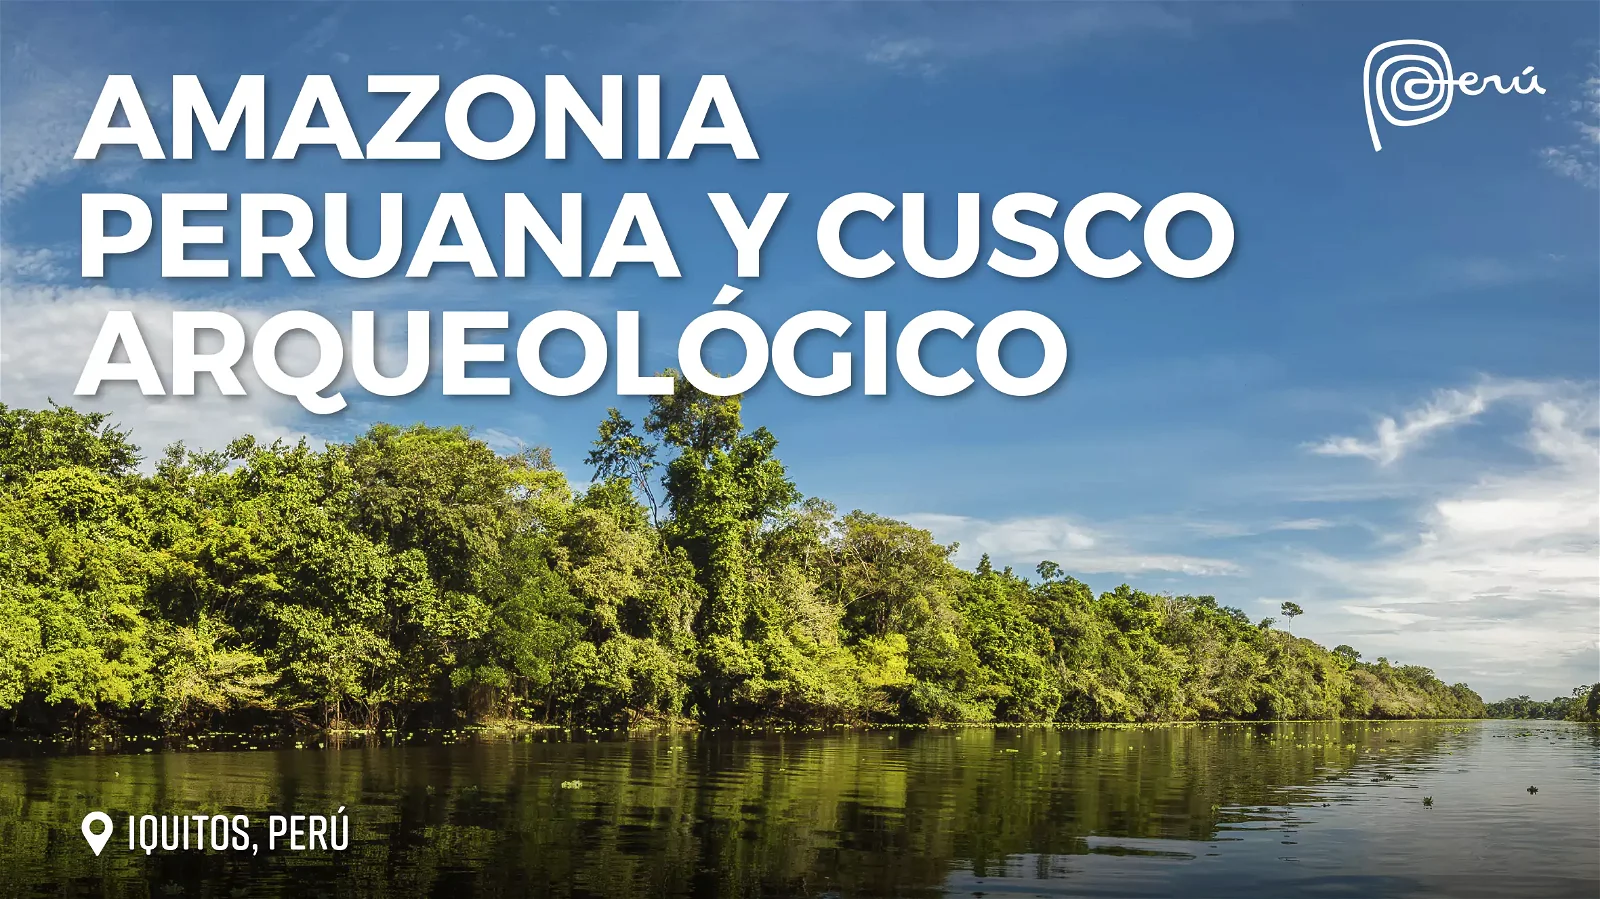 AMAZONIA
PERUANA Y CUSCO
ARQUEOLÓGICO
Perú
IQUITOS, PERÚ